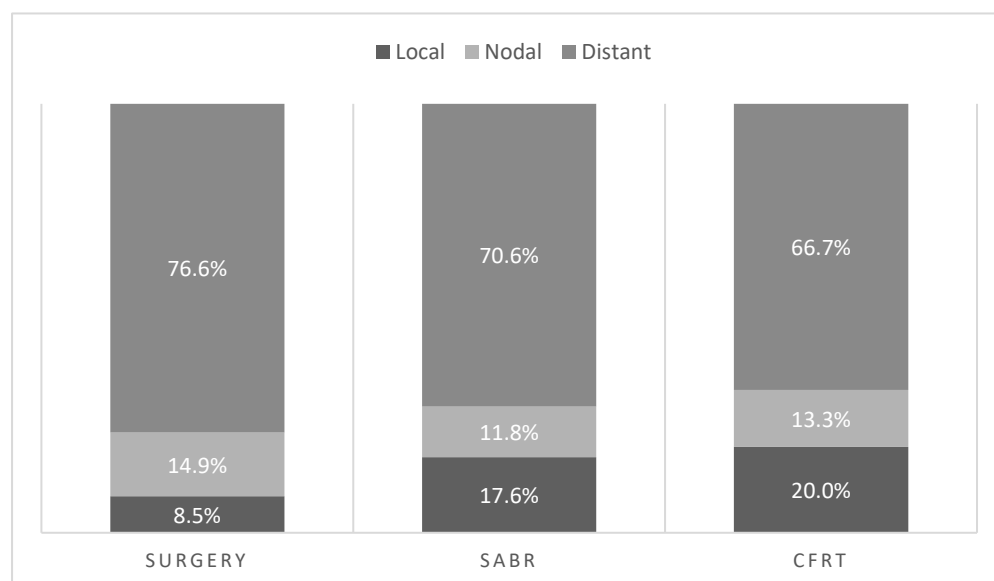 Local Nodal Distant
76.6% 70.6% 66.7%
14.9% 11.8% 13.3%
8.5% 17.6% 20.0%
SURGERY SABR CFRT